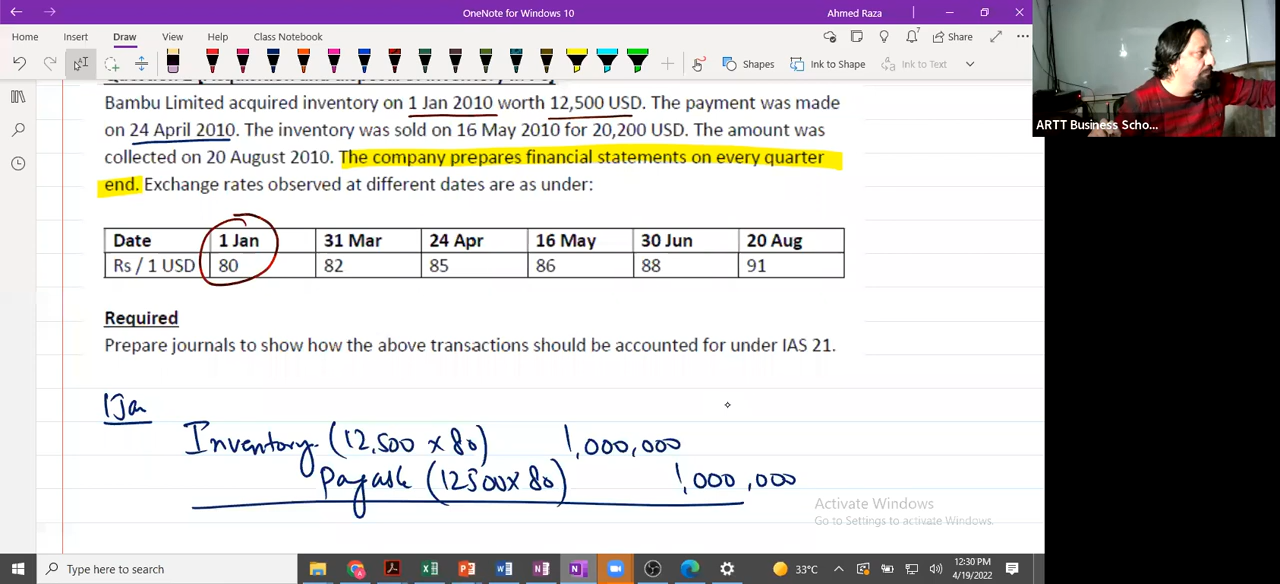 OneNote for Windows 10
Ahmed Raza
Home Insert Draw View Help Class Notebook
Share
Shapes Ink to Shape Ink to Text
Bambu Limited acquired inventory on 1 Jan 2010 worth 12,500 USD. The payment was made
on 24 April 2010. The inventory was sold on 16 May 2010 for 20,200 USD. The amount was
collected on 20 August 2010. The company prepares financial statements on every quarter
end. Exchange rates observed at different dates are as under:
Date 1 Jan 31 Mar 24 Apr 16 May 30 Jun 20 Aug
Rs / 1 USD 80 82 85 86 88 91
Required
Prepare journals to show how the above transactions should be accounted for under IAS 21.
1 Jan
Inventory (12,500 x 80) 1,000,000
(12500 x 80) 1,000,000
Activate Windows
Go to Settings to activate Windows.
ARTT Business Scho...
Type here to search
33°C
12:30 PM
4/19/2022